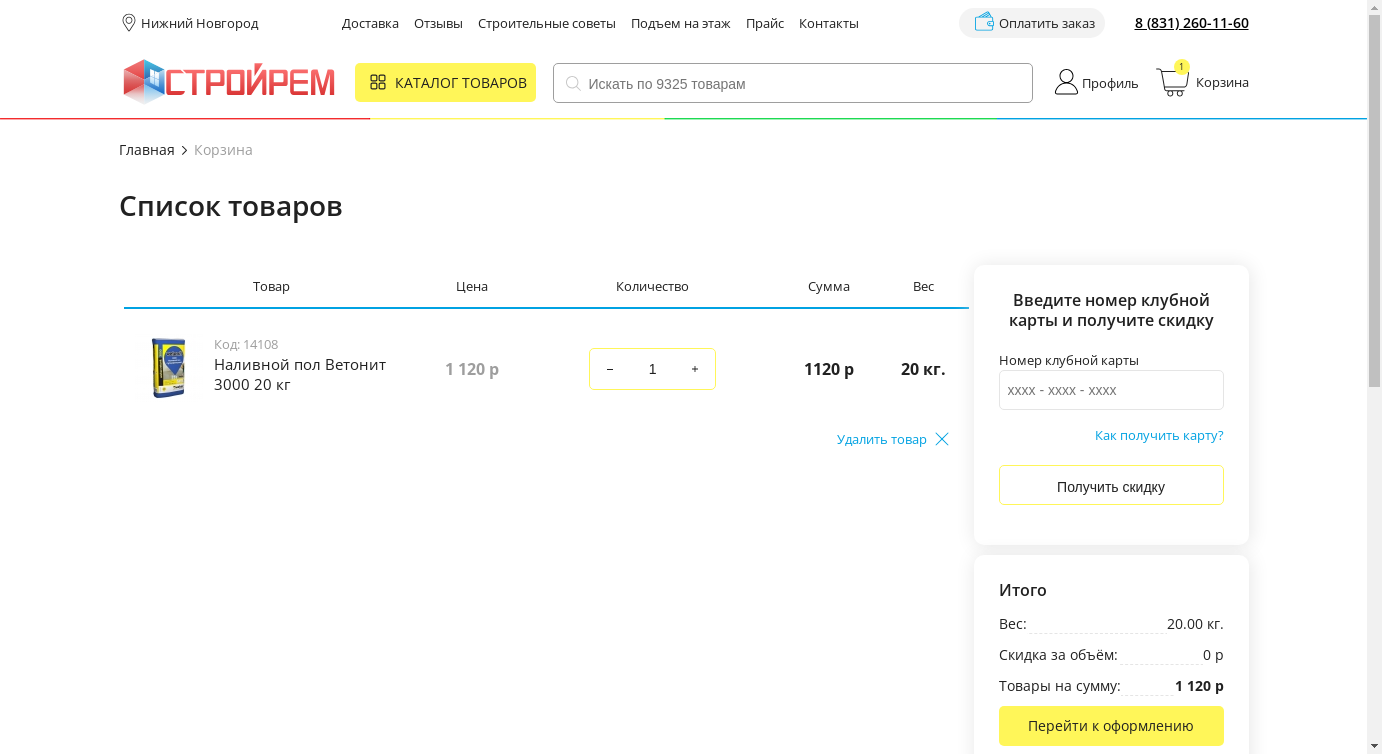 Нижний Новгород
Доставка Отзывы Строительные советы Подъем на этаж Прайс Контакты
Оплатить заказ
8 (831) 260-11-60
СТРОЙРЕМ
КАТАЛОГ ТОВАРОВ
Искать по 9325 товарам
Профиль
1
Корзина
Главная > Корзина
Список товаров
Товар Цена Количество Сумма Вес
Код: 14108
Наливной пол Ветонит
3000 20 кг
1 120 р
− 1 +
1120 р
20 кг.
Удалить товар
Введите номер клубной
карты и получите скидку
Номер клубной карты
xxxx - xxxx - xxxx
Как получить карту?
Получить скидку
Итого
Вес: 20.00 кг.
Скидка за объём: 0 р
Товары на сумму: 1 120 р
Перейти к оформлению